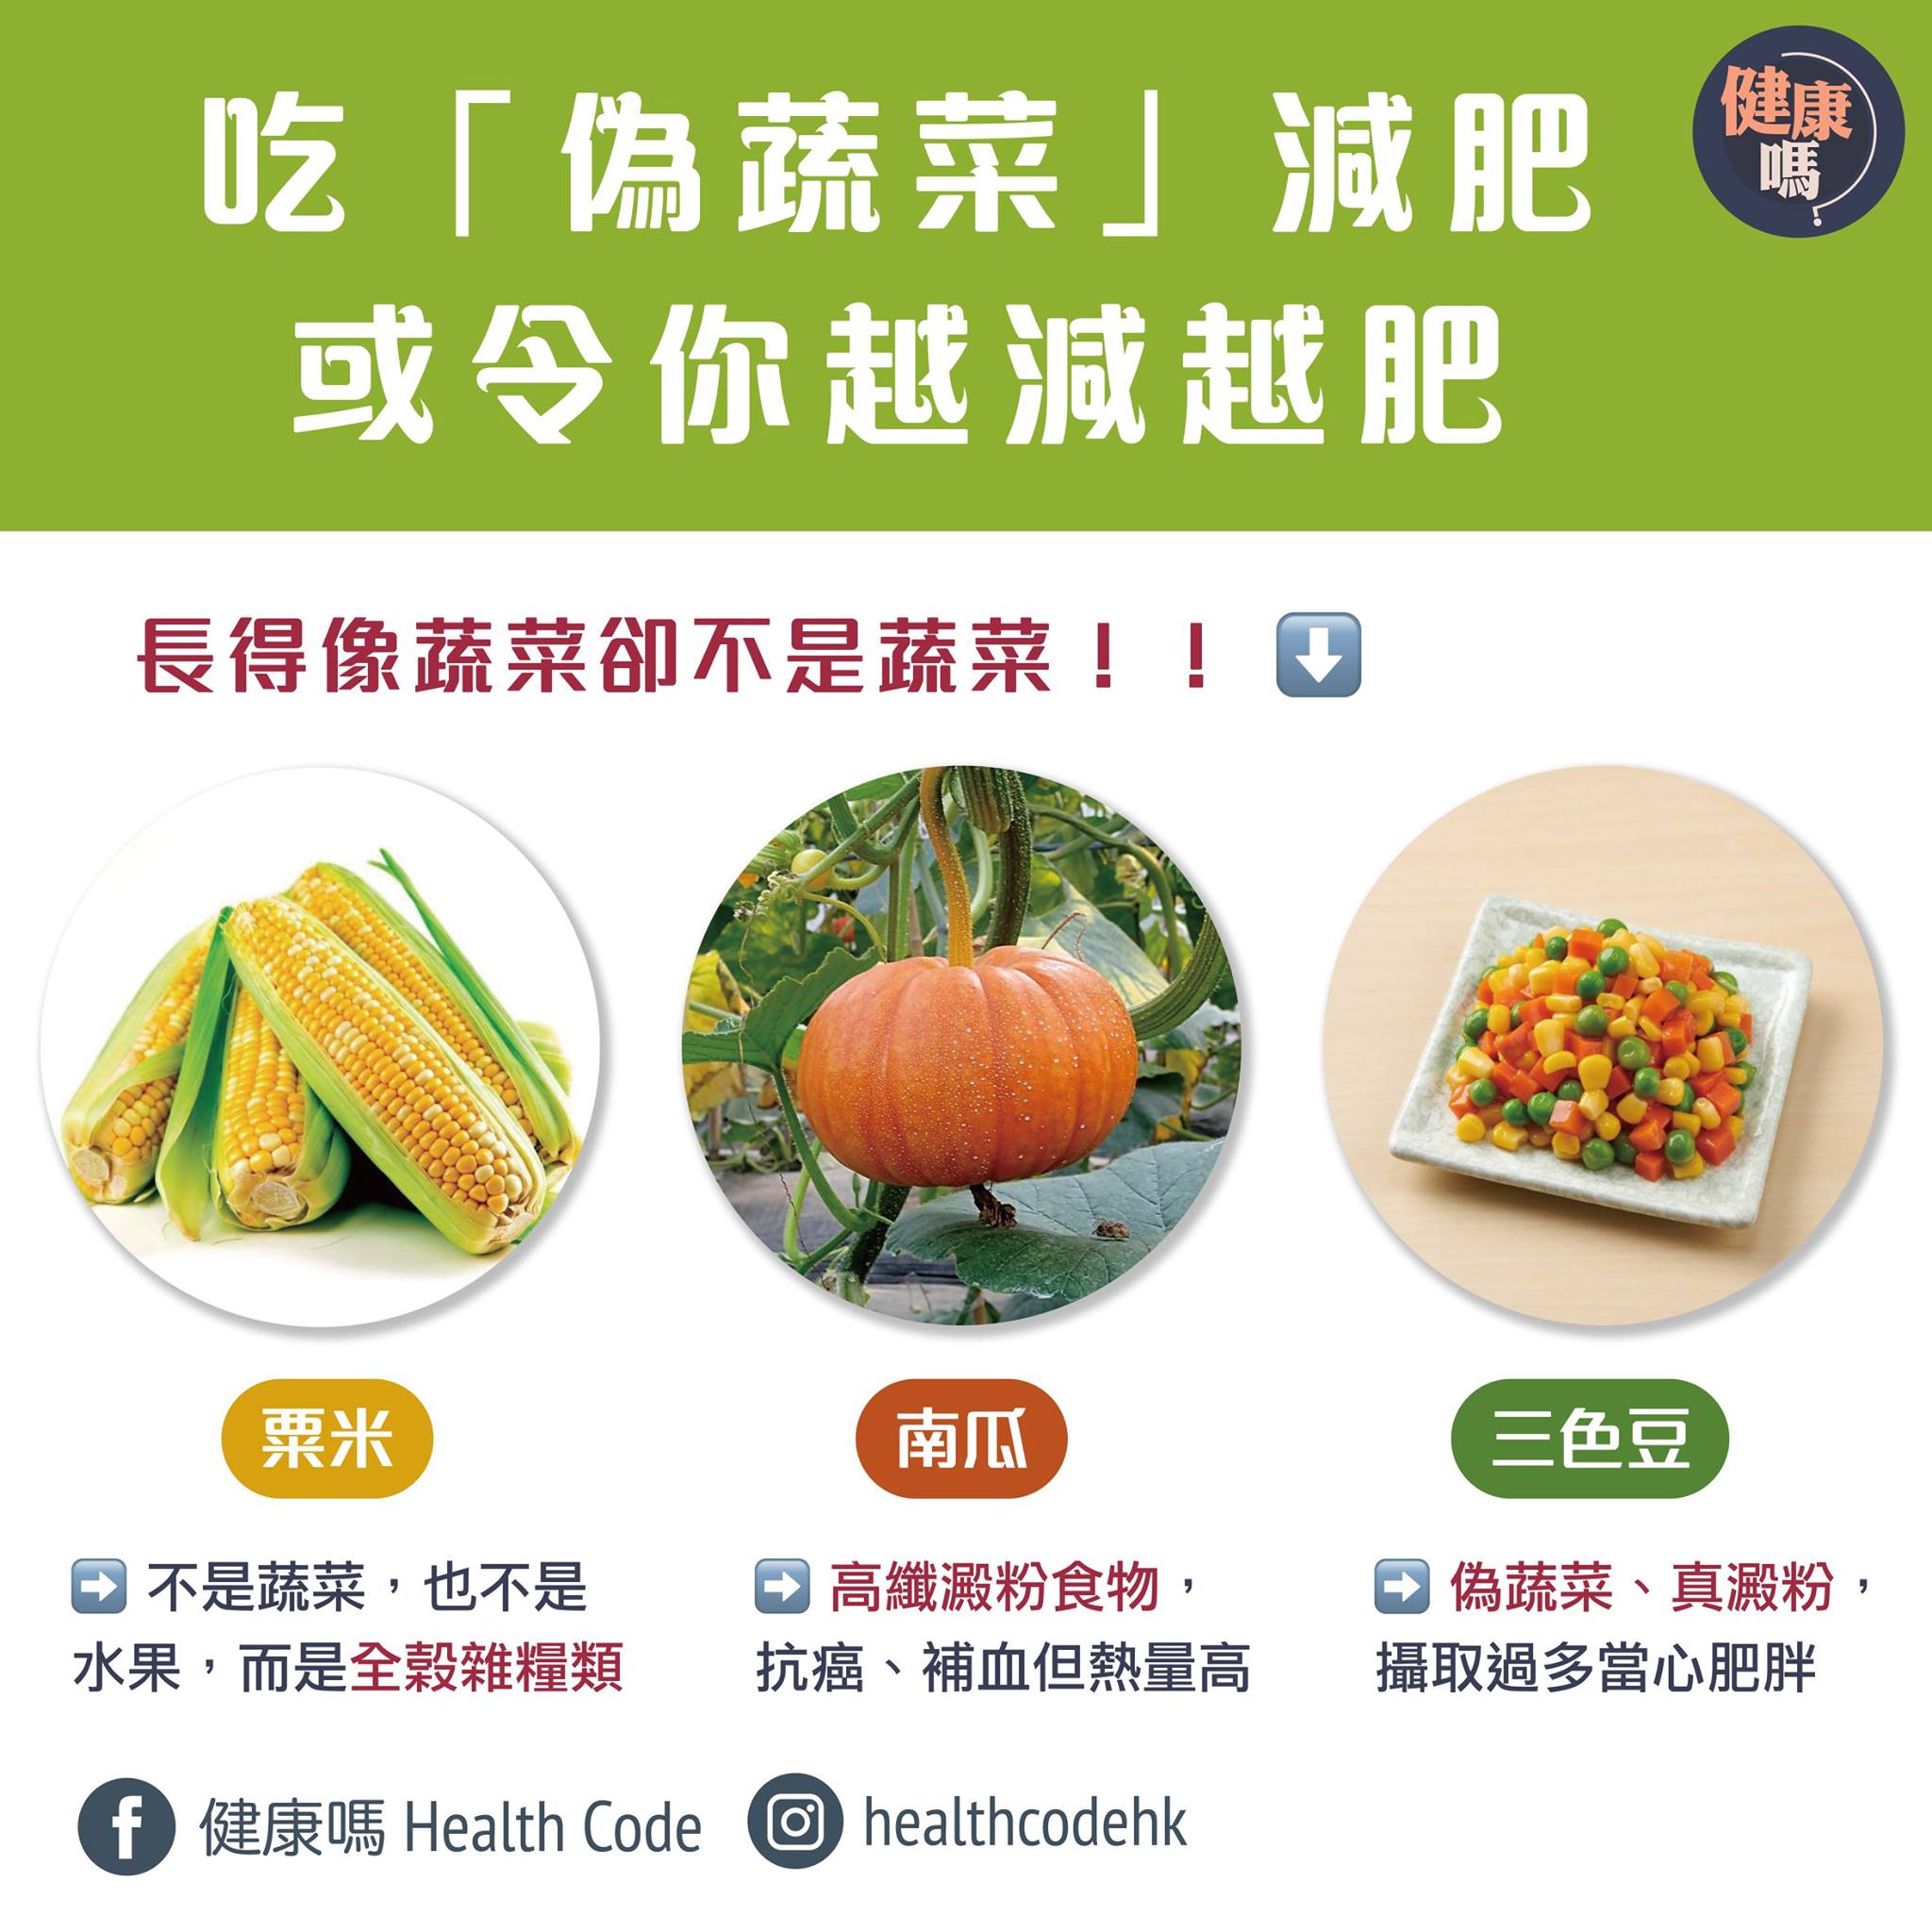 吃「偽蔬菜」減肥
健康
嗎?
或令你越減越肥
長得像蔬菜卻不是蔬菜！！
粟米
不是蔬菜，也不是
水果，而是全穀雜糧類
南瓜
高纖澱粉食物，
抗癌、補血但熱量高
三色豆
偽蔬菜、真澱粉，
攝取過多當心肥胖
健康嗎 Health Code
healthcodehk